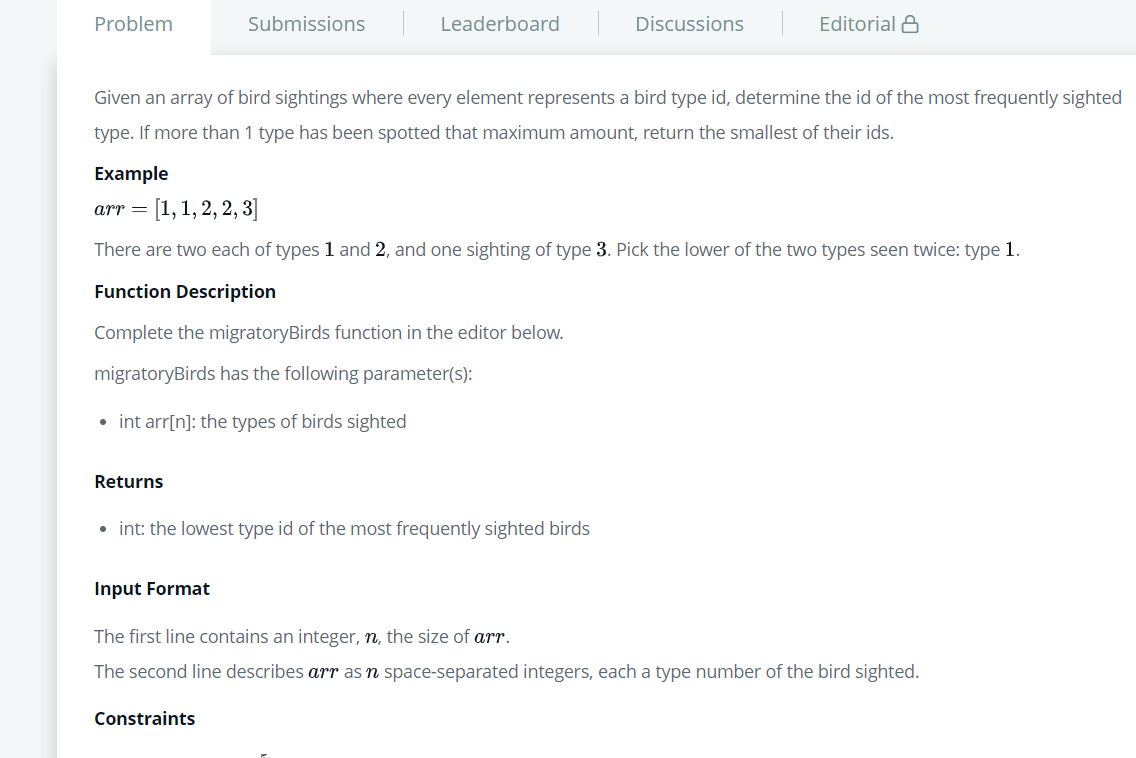 Problem Submissions Leaderboard Discussions Editorial
Given an array of bird sightings where every element represents a bird type id, determine the id of the most frequently sighted
type. If more than 1 type has been spotted that maximum amount, return the smallest of their ids.
Example
arr = [1, 1, 2, 2, 3]
There are two each of types 1 and 2, and one sighting of type 3. Pick the lower of the two types seen twice: type 1.
Function Description
Complete the migratoryBirds function in the editor below.
migratoryBirds has the following parameter(s):
• int arr[n]: the types of birds sighted
Returns
• int: the lowest type id of the most frequently sighted birds
Input Format
The first line contains an integer, n, the size of arr.
The second line describes arr as n space-separated integers, each a type number of the bird sighted.
Constraints